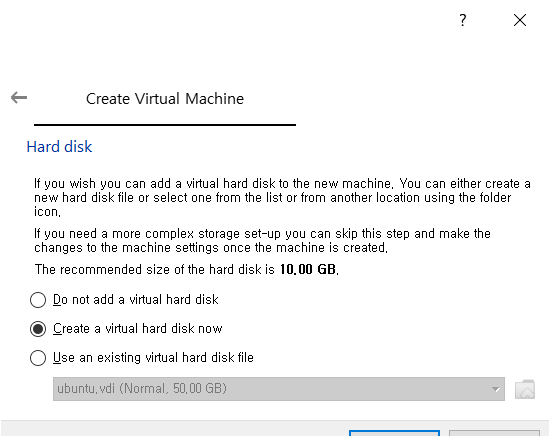 ?
Create Virtual Machine
Hard disk
If you wish you can add a virtual hard disk to the new machine. You can either create a
new hard disk file or select one from the list or from another location using the folder
icon.
If you need a more complex storage set-up you can skip this step and make the
changes to the machine settings once the machine is created.
The recommended size of the hard disk is 10.00 GB.
Do not add a virtual hard disk
Create a virtual hard disk now
Use an existing virtual hard disk file
ubuntu.vdi (Normal, 50.00 GB)